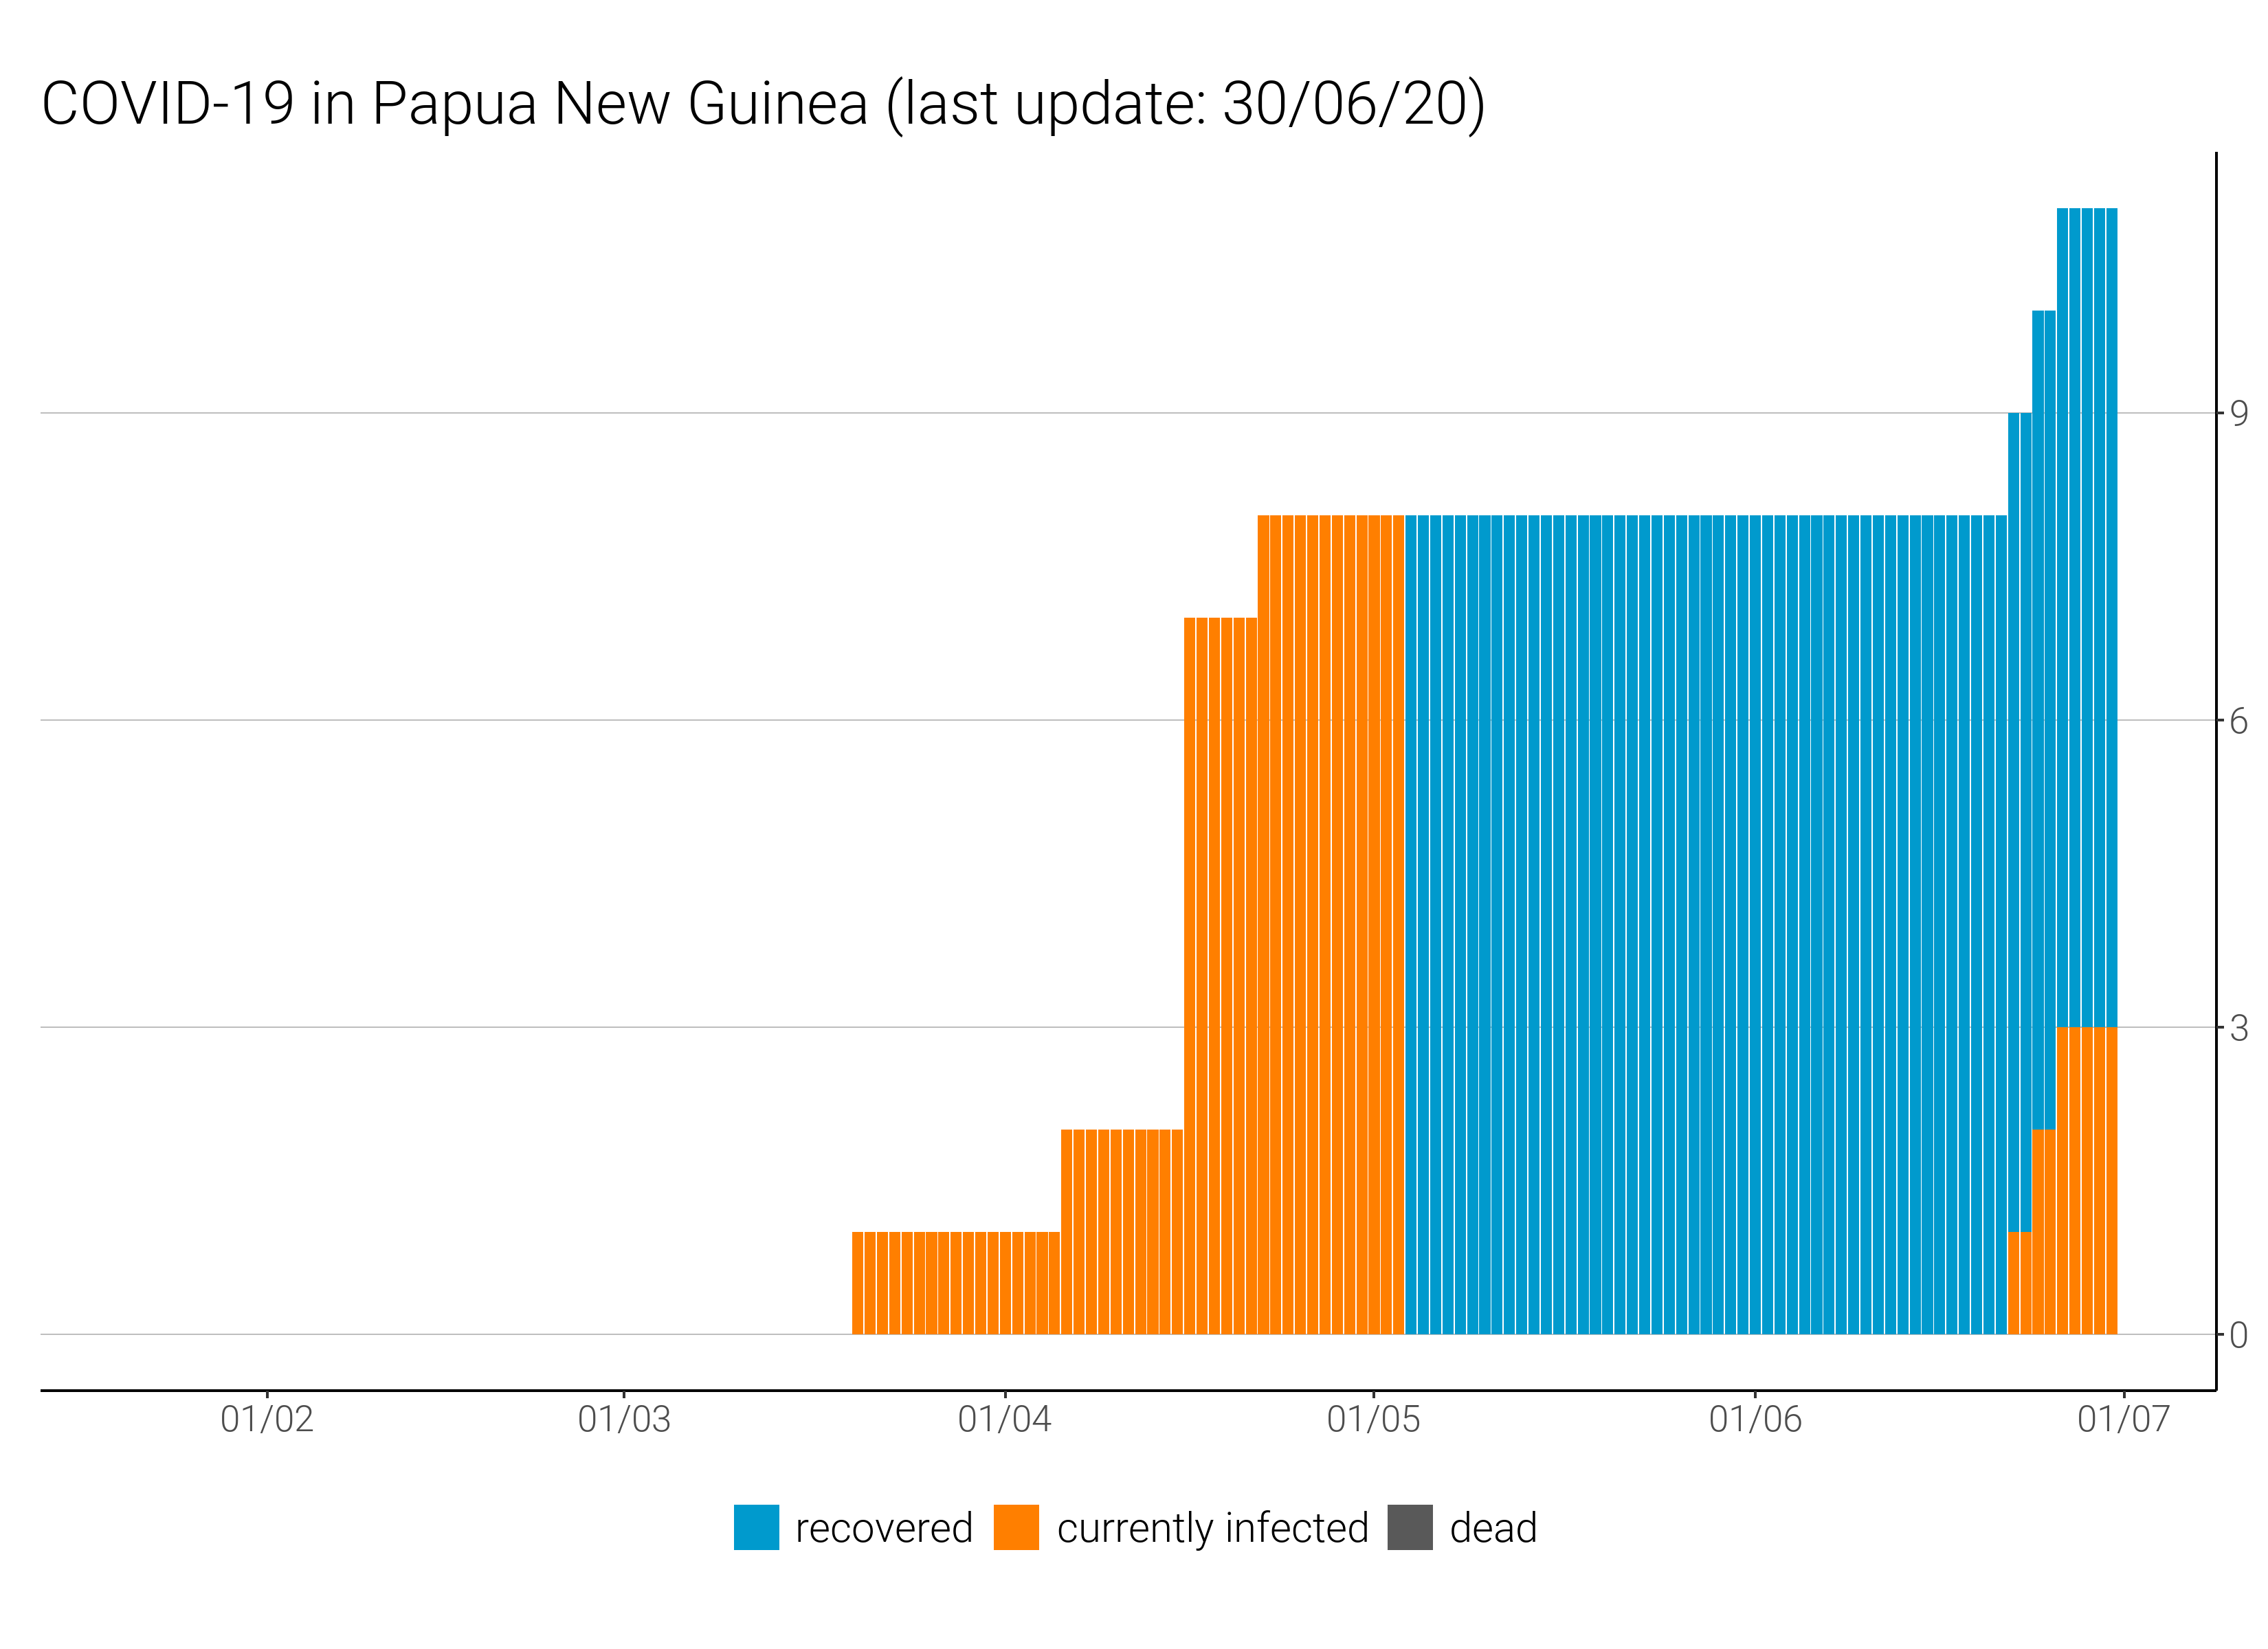 COVID-19 in Papua New Guinea (last update: 30/06/20)
9
6
3
0
01/02 01/03 01/04 01/05 01/06 01/07
recovered currently infected dead